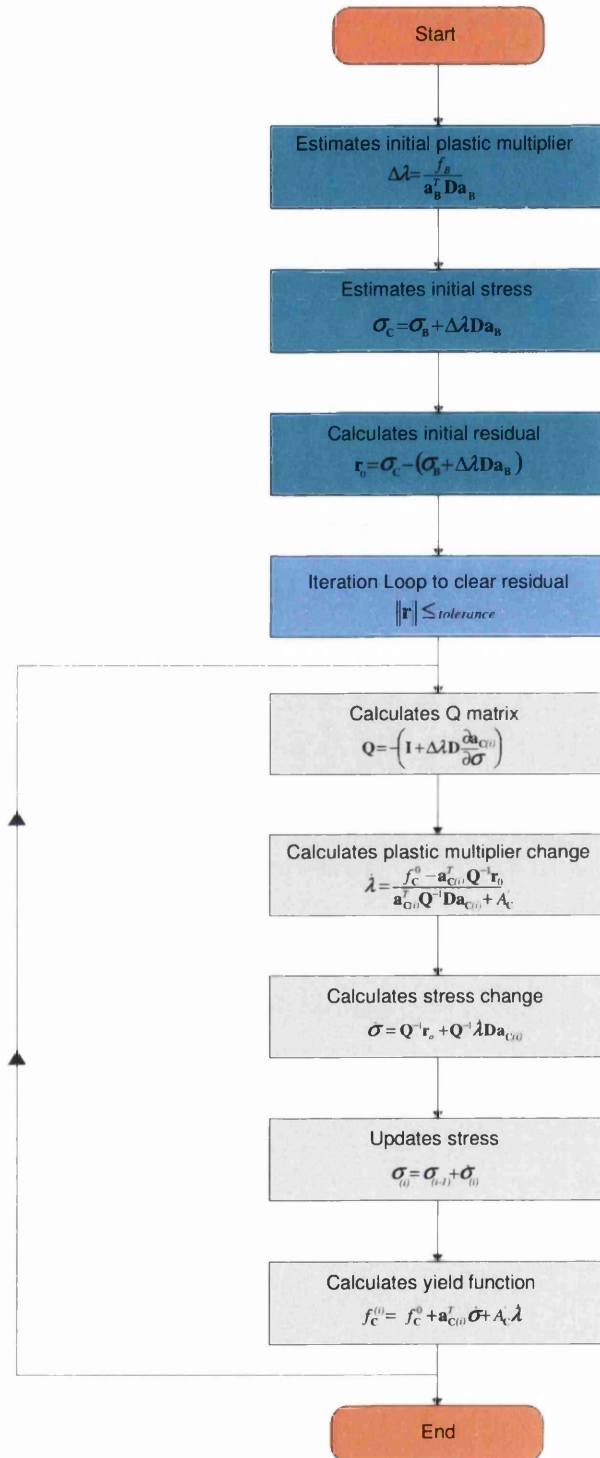 Start
Estimates initial plastic multiplier
Δλ = f_B / a_B^T D a_B
Estimates initial stress
σ_C = σ_B + Δλ D a_B
Calculates initial residual
r_0 = σ_C − (σ_B + Δλ D a_B)
Iteration Loop to clear residual
‖r‖ ≤ tolerance
Calculates Q matrix
Q = −(I + Δλ D ∂a_C(i) / ∂σ)
Calculates plastic multiplier change
λ̇ = − f_C^0 − a_C(i)^T Q^-1 r_0 / a_C(i)^T Q^-1 D a_C(i) + A_C'
Calculates stress change
σ̇ = Q^-1 r_o + Q^-1 λ̇ D a_C(i)
Updates stress
σ_(i) = σ_(i-1) + σ̇_(i)
Calculates yield function
f_C^(i) = f_C^0 + a_C(i)^T σ̇ + A_C' λ̇
End